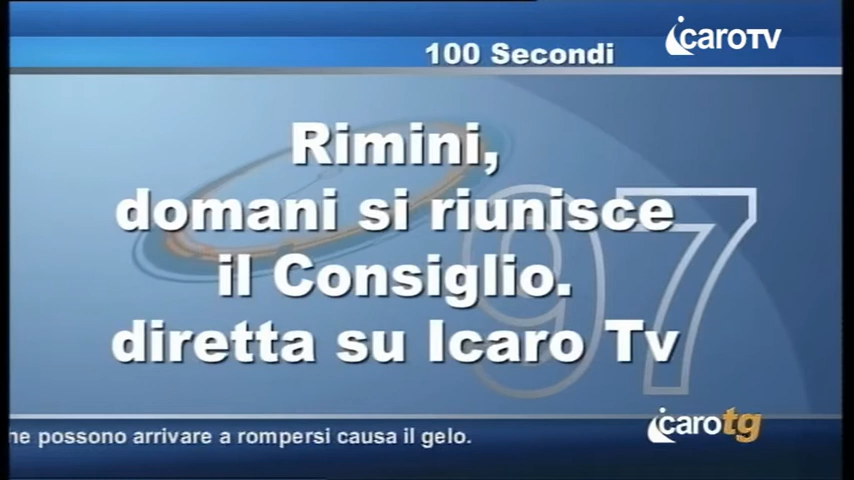 100 Secondi
icaroTV
Rimini,
domani si riunisce
il Consiglio.
diretta su Icaro Tv
97
ne possono arrivare a rompersi causa il gelo.
icarotg